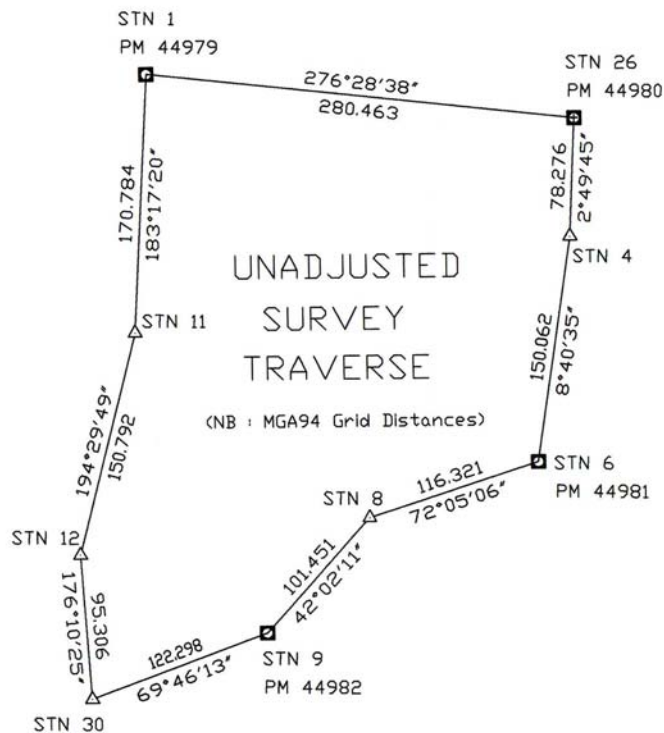 STN 1
PM 44979
276°28'38"
280.463
STN 26
PM 44980
78.276
2°49'45"
STN 4
170.784
183°17'20"
UNADJUSTED
SURVEY
TRAVERSE
(NB : MGA94 Grid Distances)
STN 11
150.062
8°40'35"
194°29'49"
150.792
STN 6
PM 44981
116.321
72°05'06"
STN 8
STN 12
101.451
42°02'11"
95.306
176°10'25"
122.298
69°46'13"
STN 9
PM 44982
STN 30